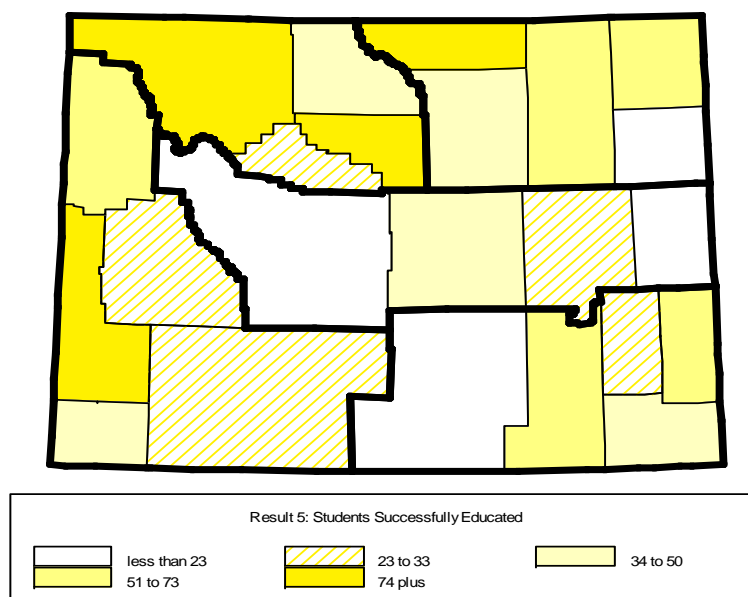 Result 5: Students Successfully Educated
less than 23
23 to 33
34 to 50
51 to 73
74 plus